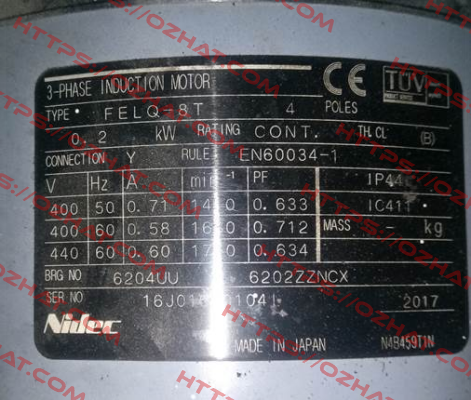 3-PHASE INDUCTION MOTOR
CE
TÜV
TYPE FELQ-8T 4 POLES
0.2 kW RATING CONT. TH.CL. (B)
CONNECTION Y RULE EN60034-1
V Hz A min⁻¹ PF IP44
400 50 0.71 0.633 IC411
400 60 0.58 0.712 MASS - kg
440 60 0.60 0.634
BRG NO 6204UU 6202ZZNCX
SER NO 2017
Nidec MADE IN JAPAN N4B459T1N
HTTPS://OZHAT.COM